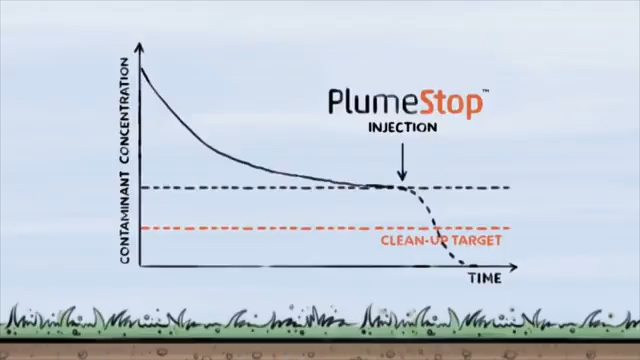 CONTAMINANT CONCENTRATION
PlumeStop™
INJECTION
CLEAN-UP TARGET
TIME